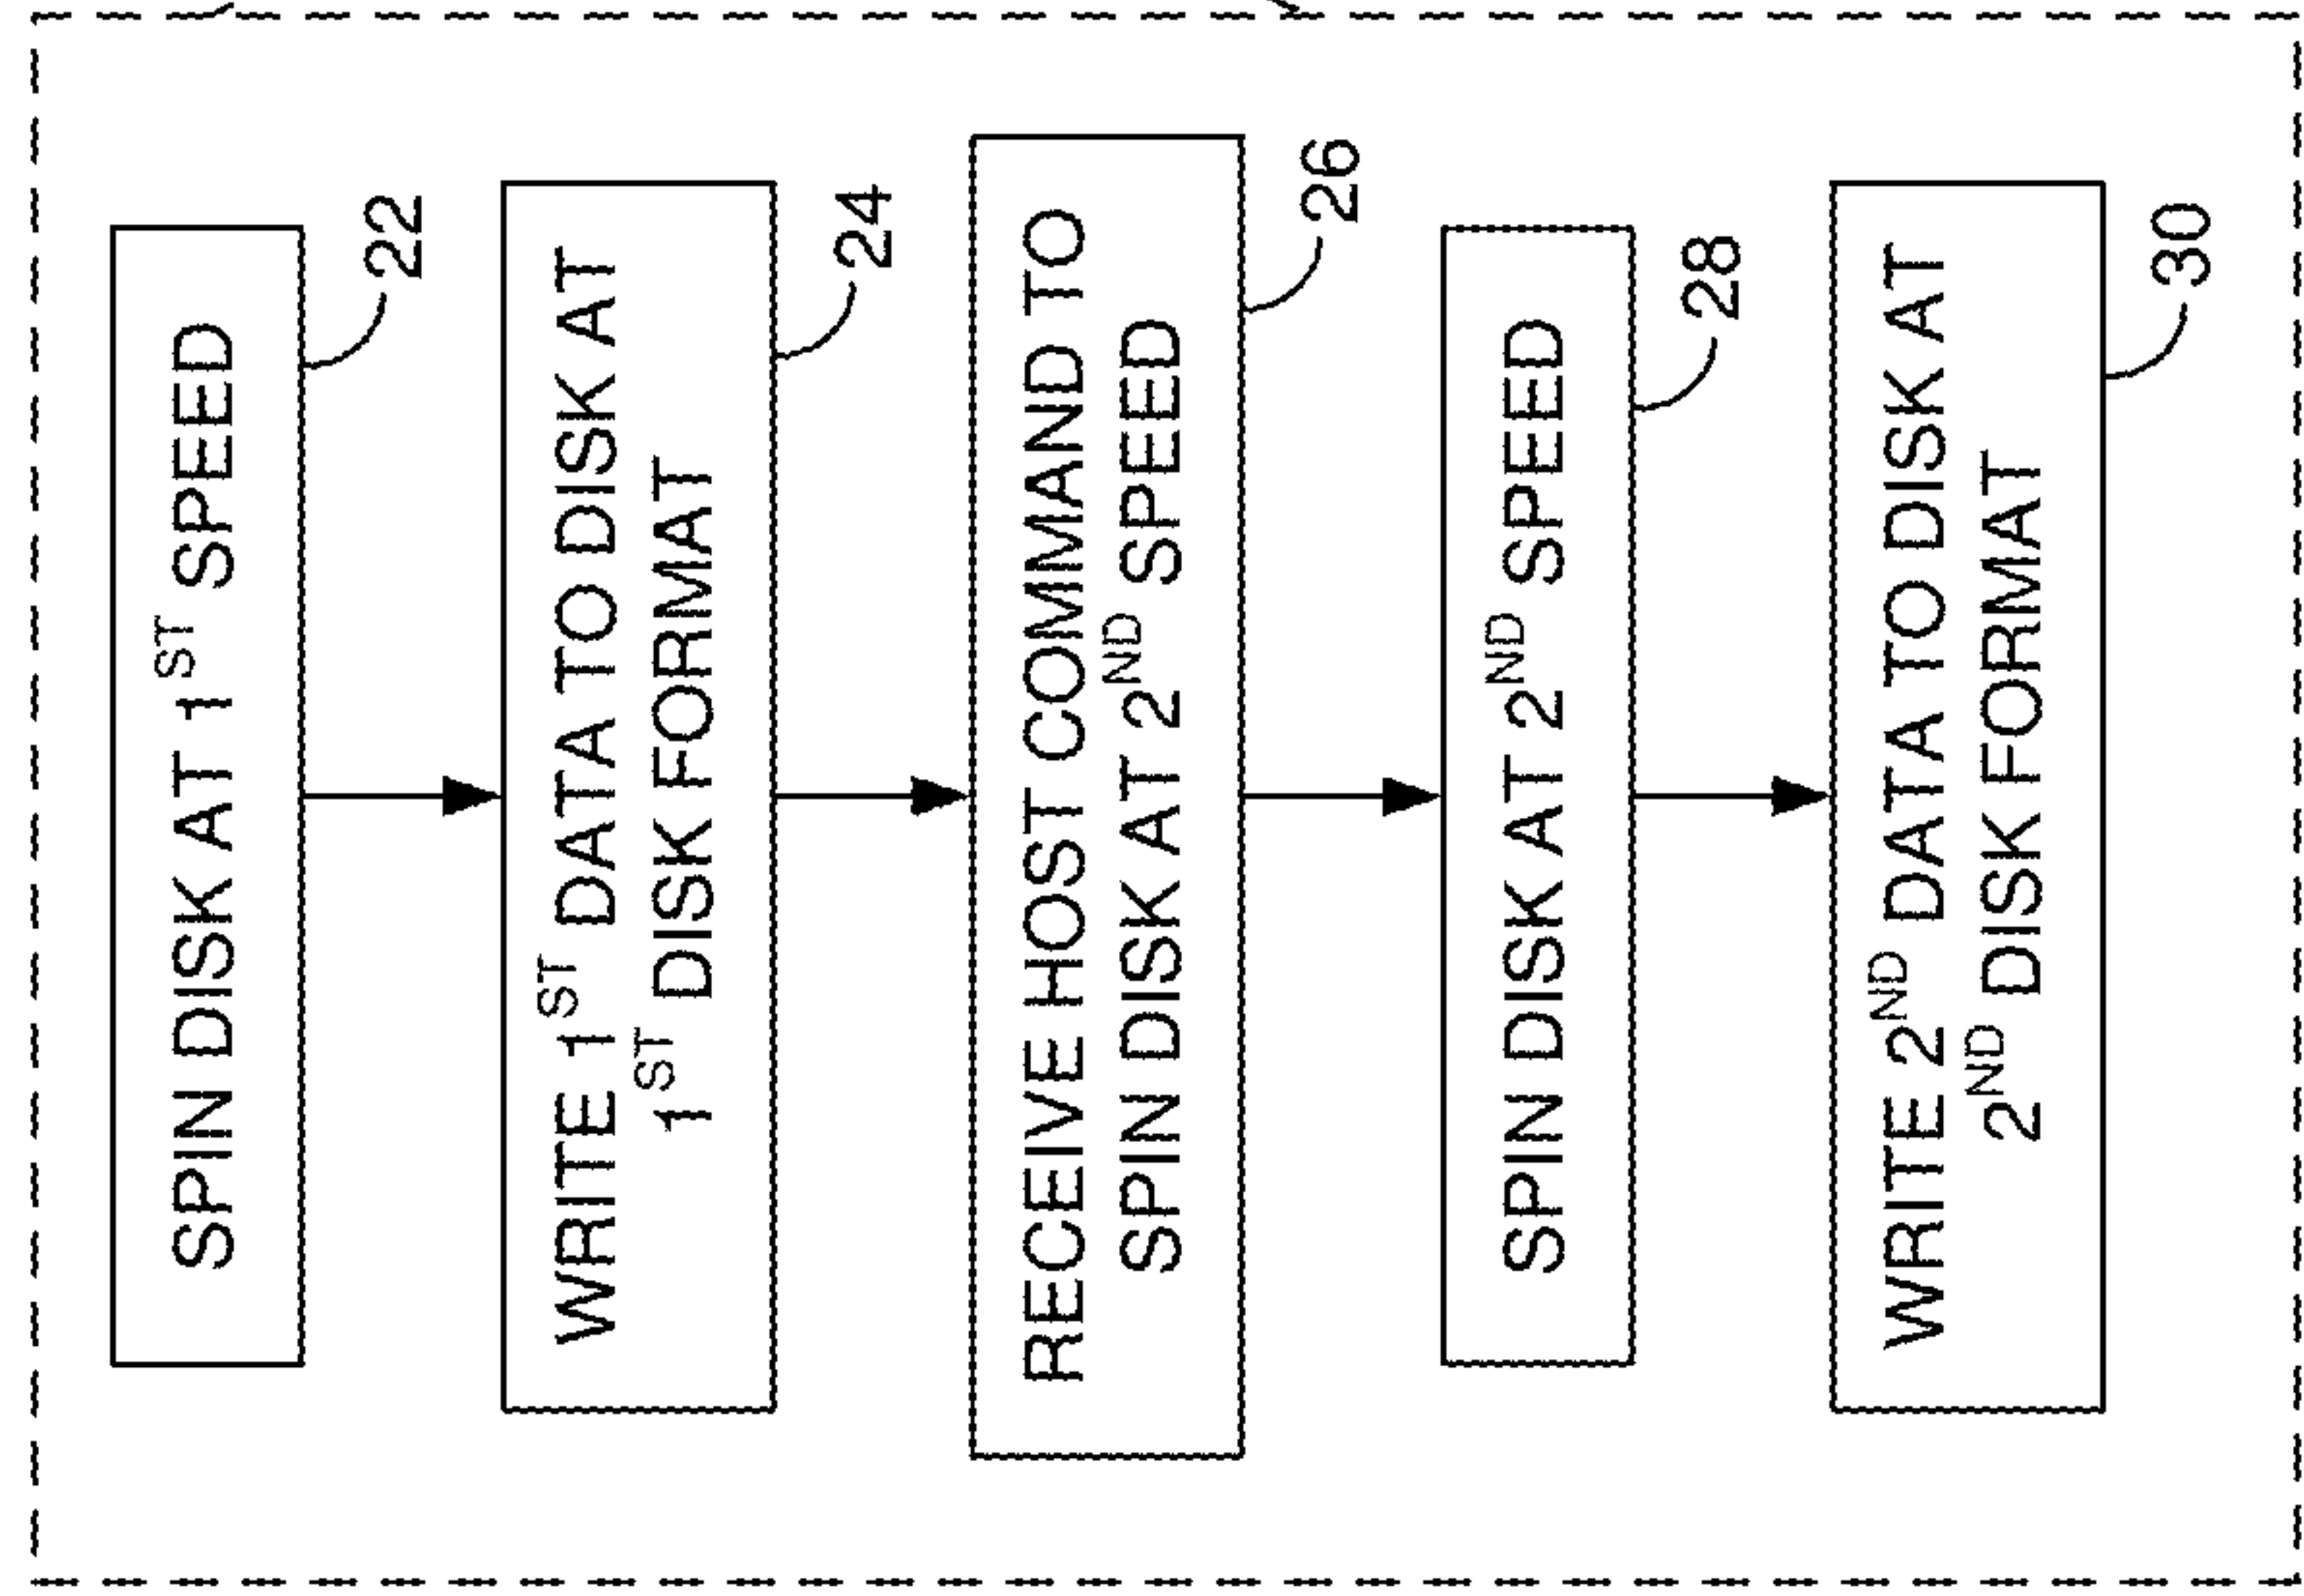 SPIN DISK AT 1ST SPEED
22
WRITE 1ST DATA TO DISK AT
1ST DISK FORMAT
24
RECEIVE HOST COMMAND TO
SPIN DISK AT 2ND SPEED
26
SPIN DISK AT 2ND SPEED
28
WRITE 2ND DATA TO DISK AT
2ND DISK FORMAT
30